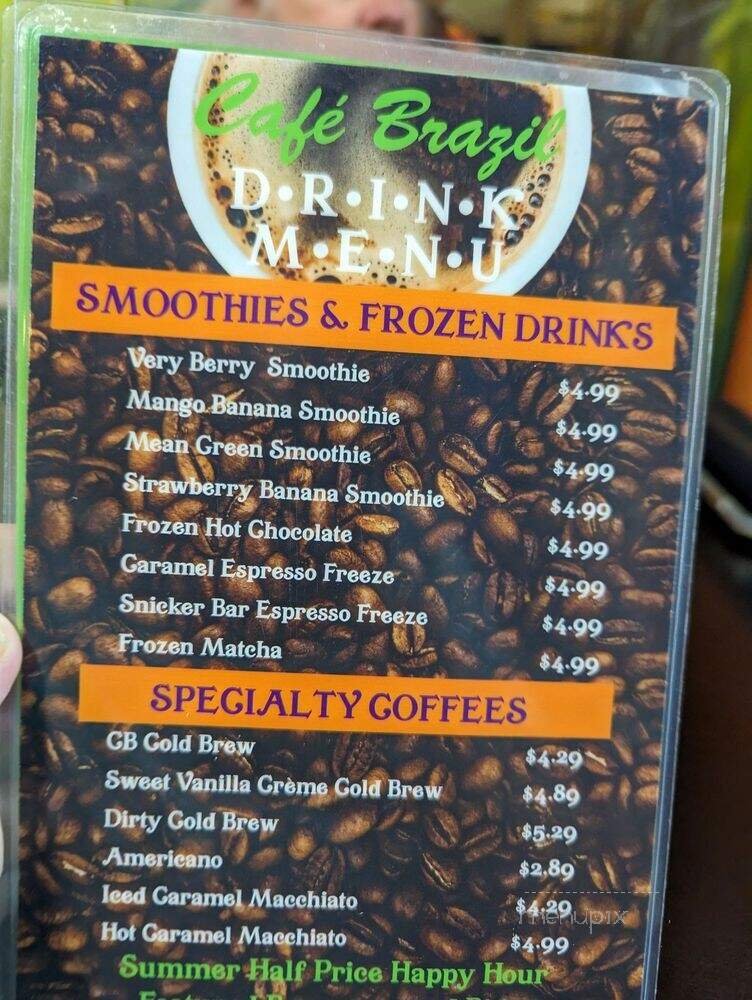 Café Brazil
D•R•I•N•K
M•E•N•U
SMOOTHIES & FROZEN DRINKS
Very Berry Smoothie $4.99
Mango Banana Smoothie $4.99
Mean Green Smoothie $4.99
Strawberry Banana Smoothie $4.99
Frozen Hot Chocolate $4.99
Caramel Espresso Freeze $4.99
Snicker Bar Espresso Freeze $4.99
Frozen Matcha $4.99
SPECIALTY COFFEES
CB Cold Brew $4.29
Sweet Vanilla Crème Cold Brew $4.89
Dirty Cold Brew $5.29
Americano $2.89
Iced Caramel Macchiato $4.29
menupix
Hot Caramel Macchiato $4.99
Summer Half Price Happy Hour